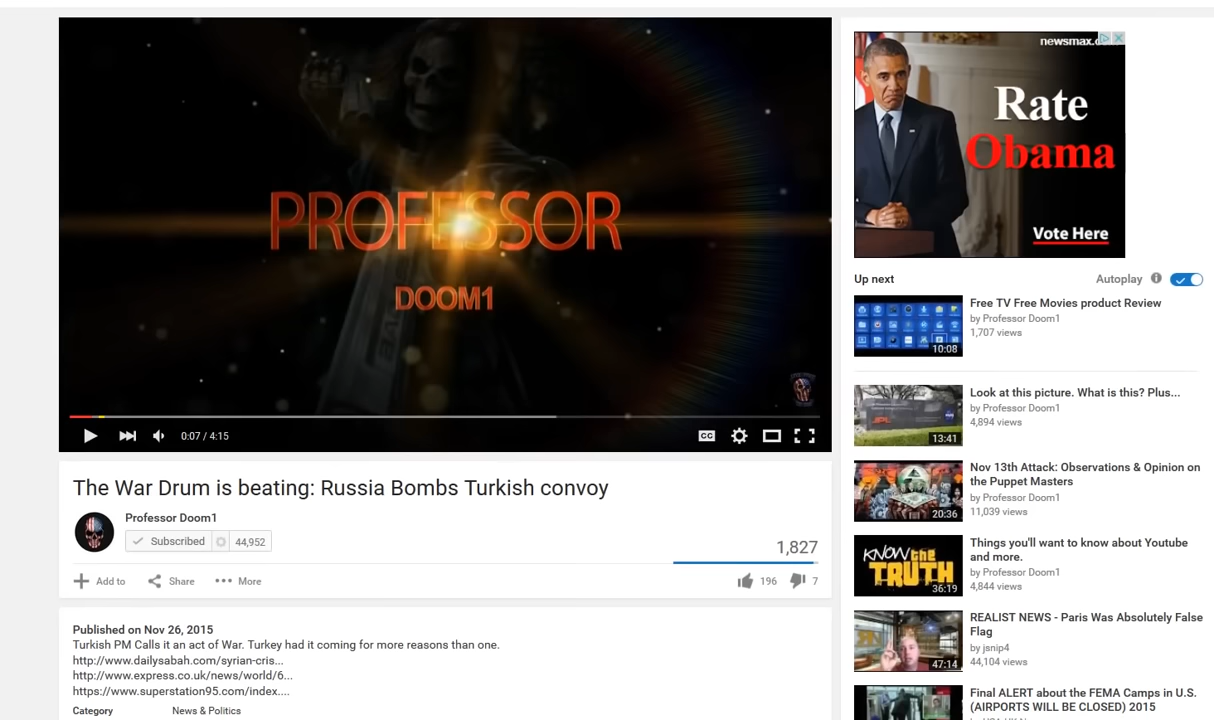 PROFESSOR
DOOM1
CC
0:07 / 4:15
The War Drum is beating: Russia Bombs Turkish convoy
Professor Doom1
Subscribed
44,952
1,827
Add to
Share
More
196
7
Published on Nov 26, 2015
Turkish PM Calls it an act of War. Turkey had it coming for more reasons than one.
http://www.dailysabah.com/syrian-cris...
http://www.express.co.uk/news/world/6...
https://www.superstation95.com/index....
Category News & Politics
Rate
Obama
Vote Here
Up next
Autoplay
10:08
Free TV Free Movies product Review
by Professor Doom1
1,707 views
13:41
Look at this picture. What is this? Plus...
by Professor Doom1
4,894 views
20:36
Nov 13th Attack: Observations & Opinion on
the Puppet Masters
by Professor Doom1
11,039 views
KNOW the
TRUTH
36:19
Things you'll want to know about Youtube
and more.
by Professor Doom1
4,844 views
47:14
REALIST NEWS - Paris Was Absolutely False
Flag
by jsnip4
44,104 views
Final ALERT about the FEMA Camps in U.S.
(AIRPORTS WILL BE CLOSED) 2015